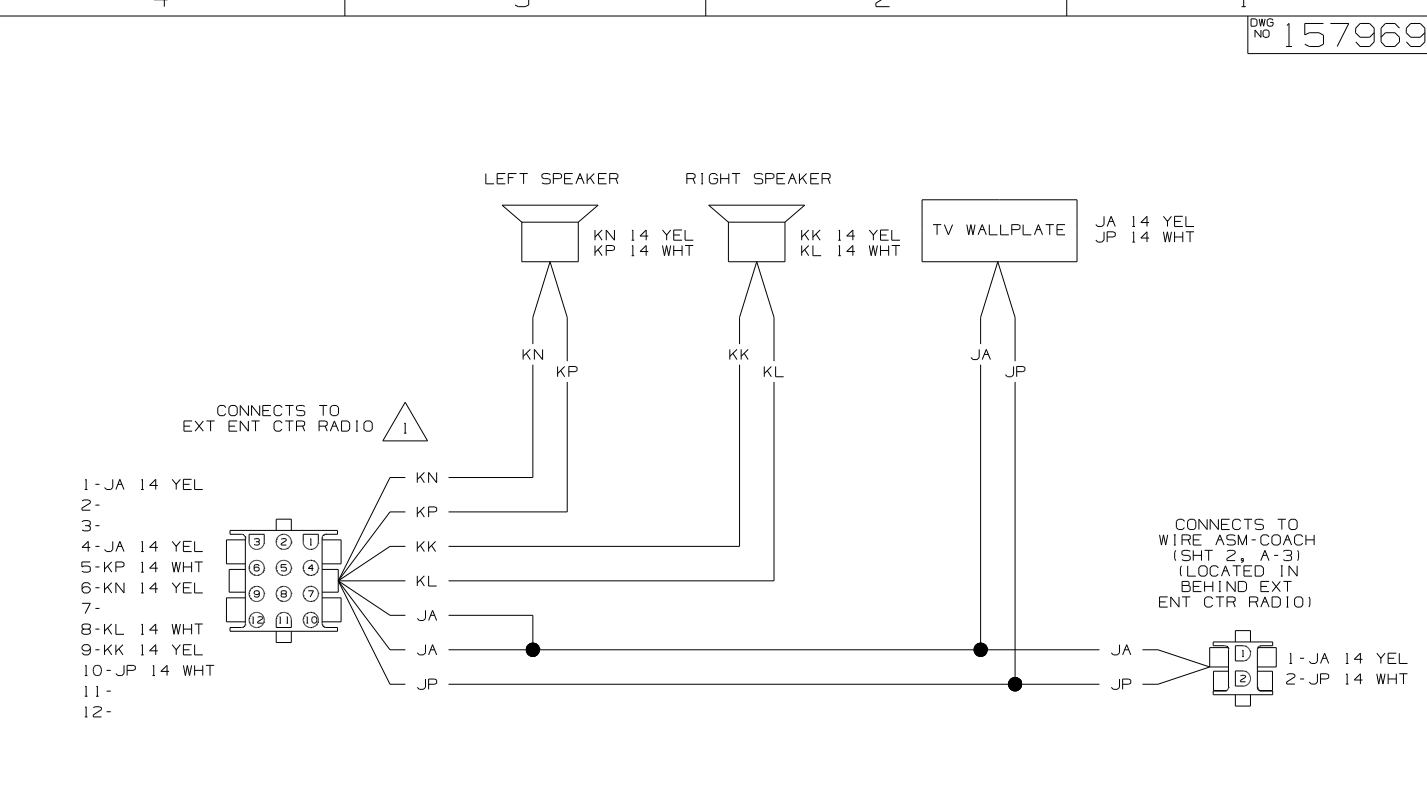 4 3 2 1
DWG NO 157969
LEFT SPEAKER
RIGHT SPEAKER
KN 14 YEL
KP 14 WHT
KK 14 YEL
KL 14 WHT
TV WALLPLATE
JA 14 YEL
JP 14 WHT
KN
KP
KK
KL
JA
JP
CONNECTS TO
EXT ENT CTR RADIO
1
1-JA 14 YEL
2-
3-
4-JA 14 YEL
5-KP 14 WHT
6-KN 14 YEL
7-
8-KL 14 WHT
9-KK 14 YEL
10-JP 14 WHT
11-
12-
3 2 1
6 5 4
9 8 7
12 11 10
KN
KP
KK
KL
JA
JA
JP
JA
JP
CONNECTS TO
WIRE ASM-COACH
(SHT 2, A-3)
(LOCATED IN
BEHIND EXT
ENT CTR RADIO)
1
2
1-JA 14 YEL
2-JP 14 WHT